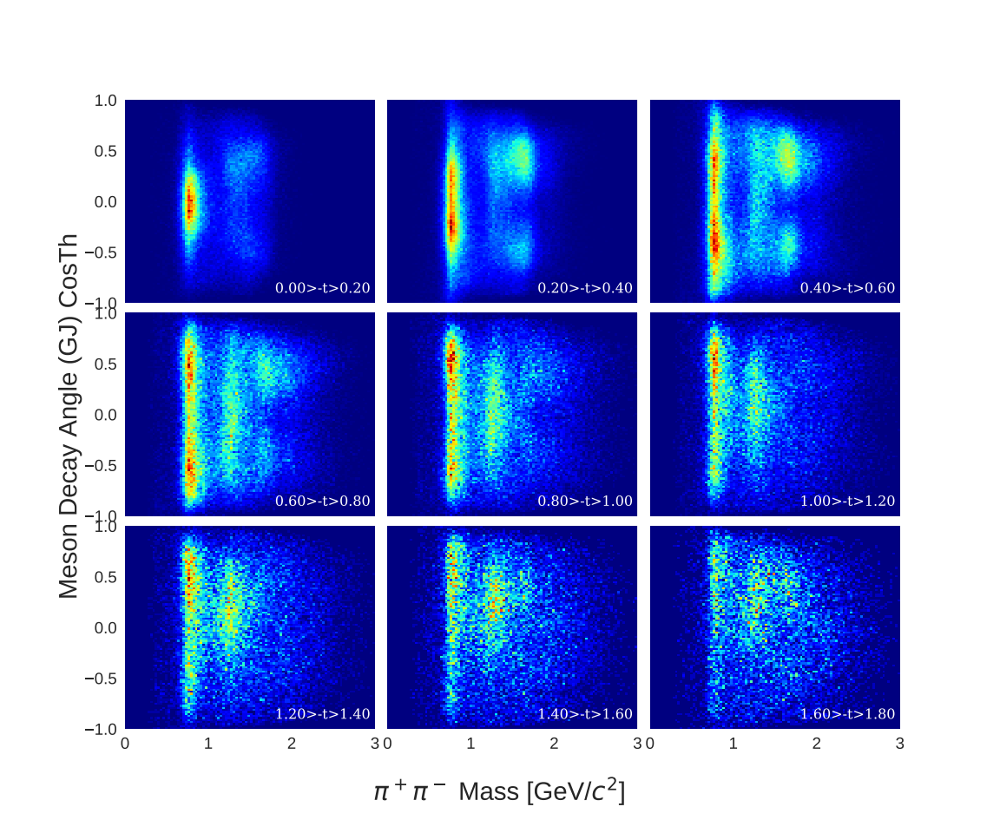 Meson Decay Angle (GJ) CosTh
1.0
0.5
0.0
−0.5
−1.0
0.00>-t>0.20
0.20>-t>0.40
0.40>-t>0.60
1.0
0.5
0.0
−0.5
−1.0
0.60>-t>0.80
0.80>-t>1.00
1.00>-t>1.20
1.0
0.5
0.0
−0.5
−1.0
1.20>-t>1.40
1.40>-t>1.60
1.60>-t>1.80
0 1 2 3 0 1 2 3 0 1 2 3
π⁺π⁻ Mass [GeV/c²]